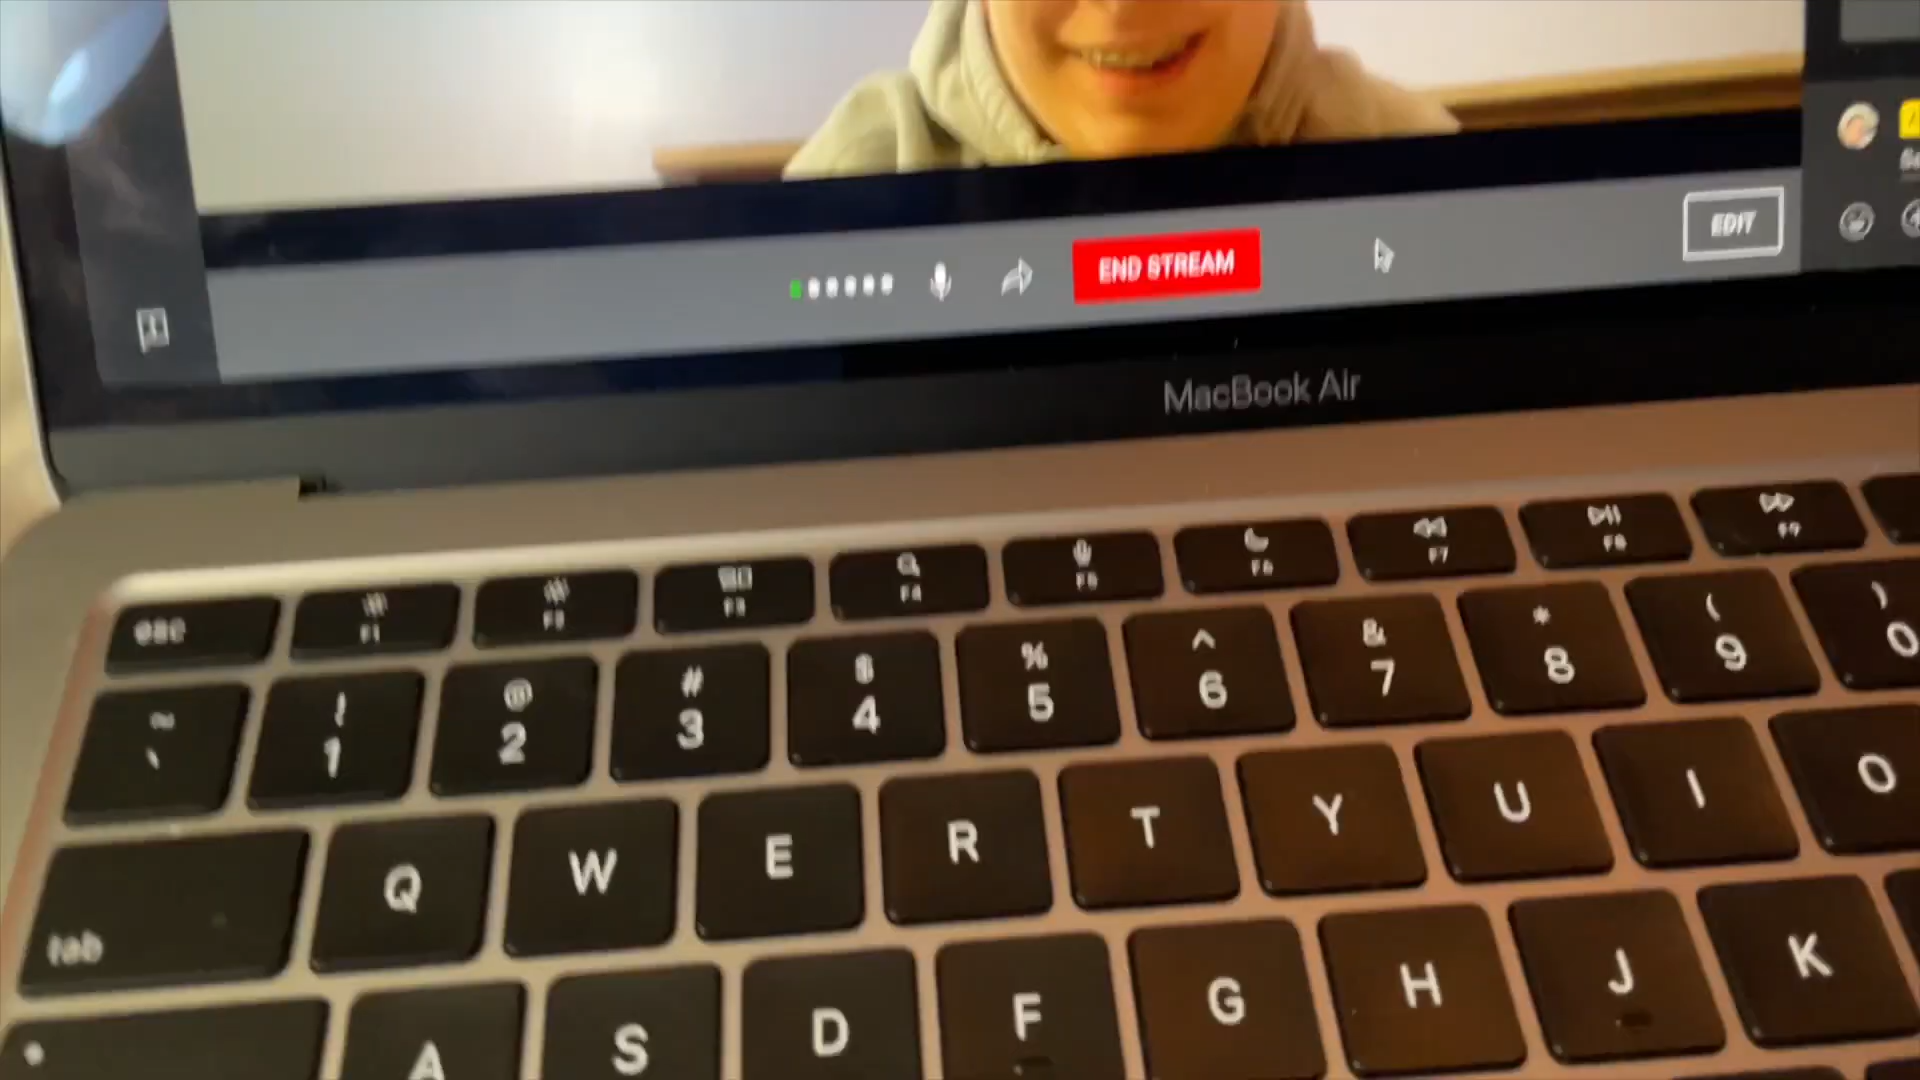 EDIT
END STREAM
MacBook Air
esc F1 F2 F3 F4 F5 F6 F7 F8 F9
~ ! @ # $ % ^ & * ( )
` 1 2 3 4 5 6 7 8 9 0
tab Q W E R T Y U I O
A S D F G H J K